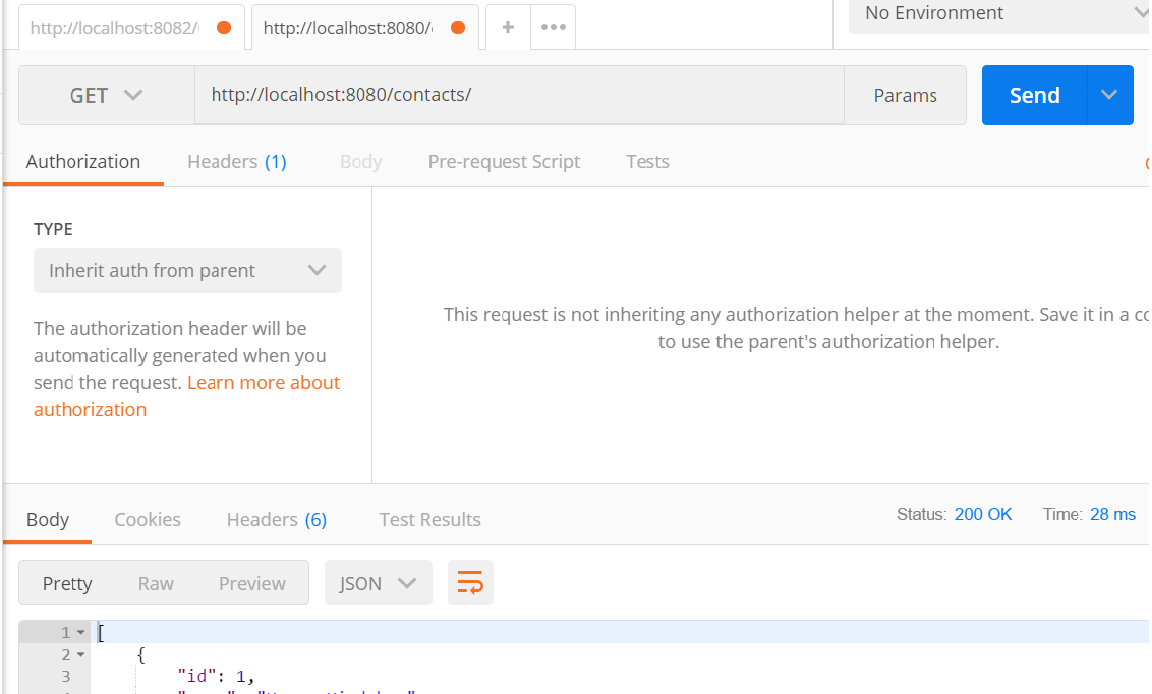 http://localhost:8082/
http://localhost:8080/
+
No Environment
GET
http://localhost:8080/contacts/
Params
Send
Authorization
Headers (1)
Body
Pre-request Script
Tests
TYPE
Inherit auth from parent
The authorization header will be
automatically generated when you
send the request. Learn more about
authorization
This request is not inheriting any authorization helper at the moment. Save it in a
to use the parent's authorization helper.
Body
Cookies
Headers (6)
Test Results
Status: 200 OK
Time: 28 ms
Pretty
Raw
Preview
JSON
1 [
2 {
3 "id": 1,